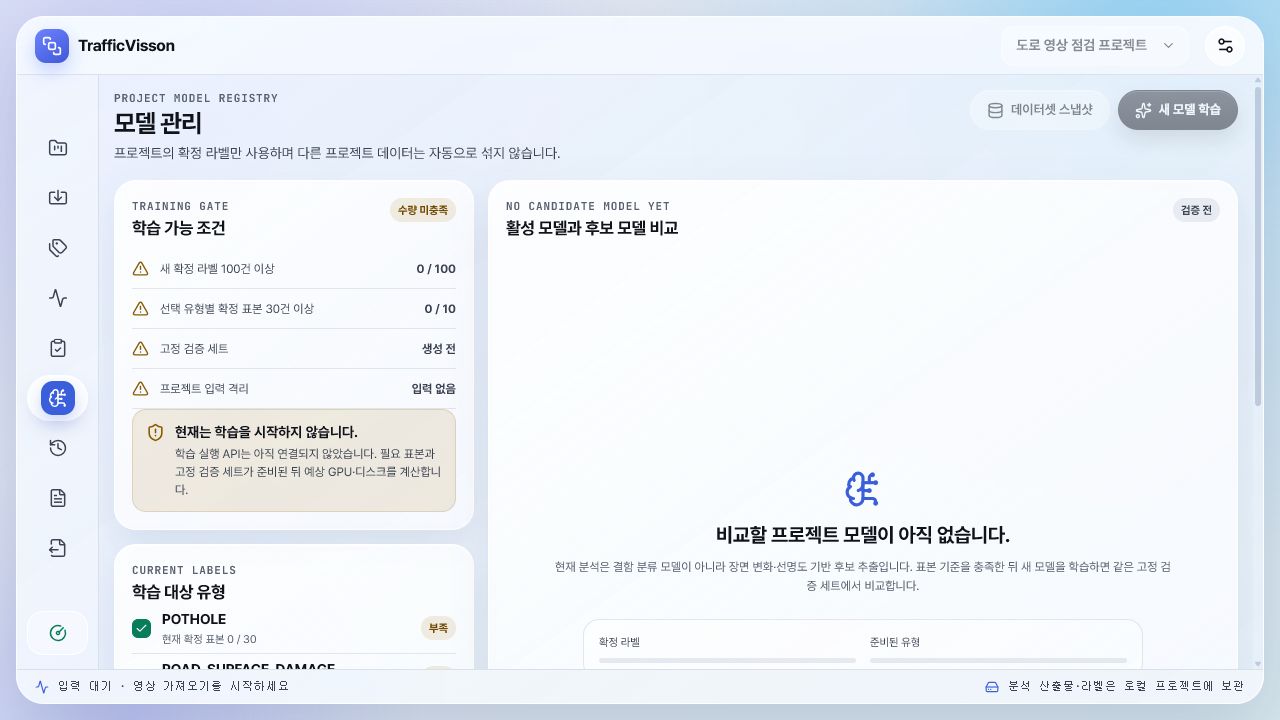 TrafficVisson
도로 영상 점검 프로젝트
PROJECT MODEL REGISTRY
모델 관리
프로젝트의 확정 라벨만 사용하며 다른 프로젝트 데이터는 자동으로 섞지 않습니다.
데이터셋 스냅샷
새 모델 학습
TRAINING GATE
학습 가능 조건
수량 미충족
새 확정 라벨 100건 이상
0 / 100
선택 유형별 확정 표본 30건 이상
0 / 10
고정 검증 세트
생성 전
프로젝트 입력 격리
입력 없음
현재는 학습을 시작하지 않습니다.
학습 실행 API는 아직 연결되지 않았습니다. 필요 표본과
고정 검증 세트가 준비된 뒤 예상 GPU·디스크를 계산합니
다.
CURRENT LABELS
학습 대상 유형
POTHOLE
현재 확정 표본 0 / 30
부족
ROAD_SURFACE_DAMAGE
NO CANDIDATE MODEL YET
활성 모델과 후보 모델 비교
검증 전
비교할 프로젝트 모델이 아직 없습니다.
현재 분석은 결함 분류 모델이 아니라 장면 변화·선명도 기반 후보 추출입니다. 표본 기준을 충족한 뒤 새 모델을 학습하면 같은 고정 검
증 세트에서 비교합니다.
확정 라벨
준비된 유형
입력 대기 · 영상 가져오기를 시작하세요
분석 산출물·라벨은 로컬 프로젝트에 보관